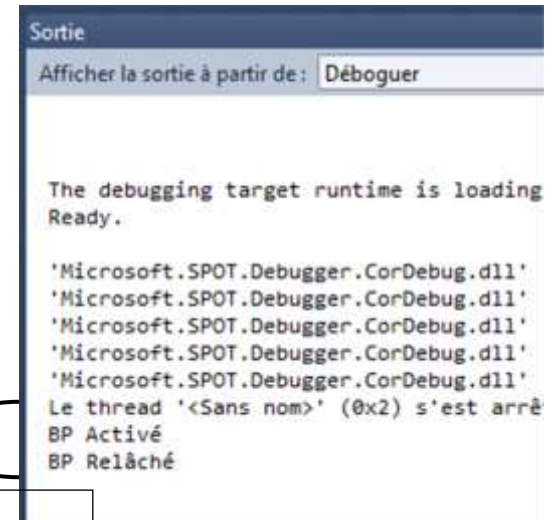 Sortie
Afficher la sortie à partir de : Déboguer
The debugging target runtime is loading
Ready.
'Microsoft.SPOT.Debugger.CorDebug.dll'
'Microsoft.SPOT.Debugger.CorDebug.dll'
'Microsoft.SPOT.Debugger.CorDebug.dll'
'Microsoft.SPOT.Debugger.CorDebug.dll'
'Microsoft.SPOT.Debugger.CorDebug.dll'
Le thread '<Sans nom>' (0x2) s'est arrê
BP Activé
BP Relâché